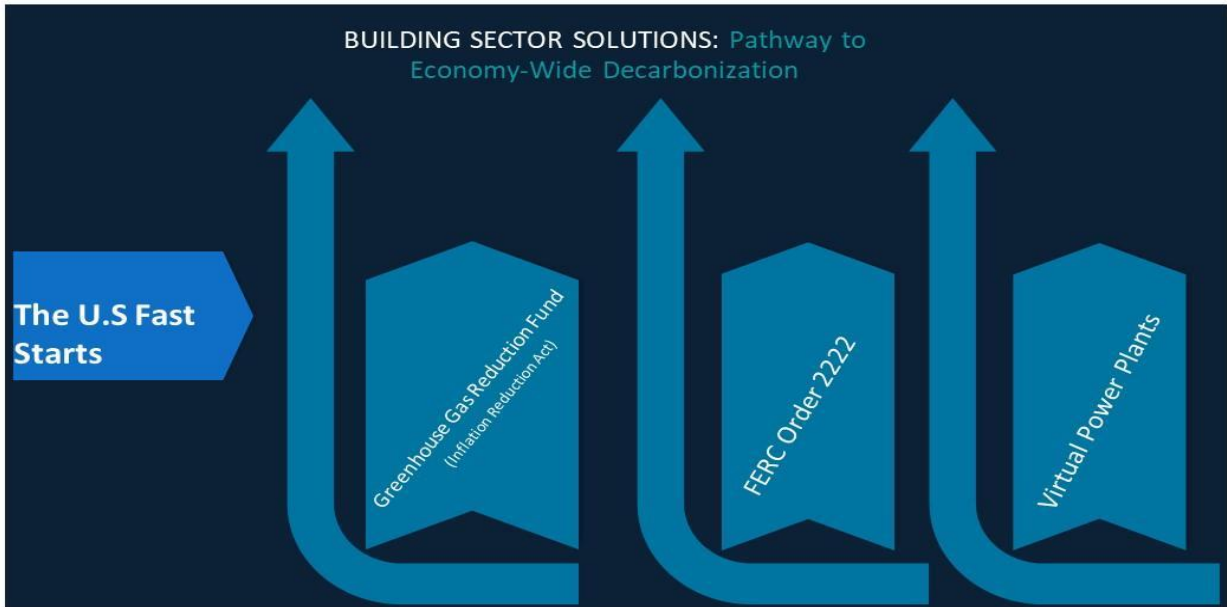 BUILDING SECTOR SOLUTIONS: Pathway to
Economy-Wide Decarbonization
The U.S Fast
Starts
Greenhouse Gas Reduction Fund
(Inflation Reduction Act)
FERC Order 2222
Virtual Power Plants